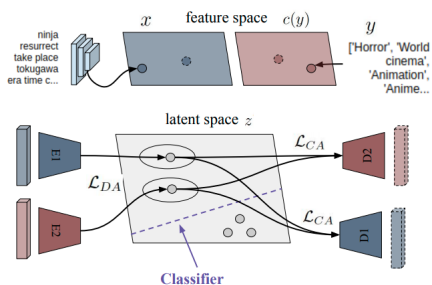 feature space
x
c(y)
y
ninja
resurrect
take place
tokugawa
era time c...
['Horror', 'World
cinema',
'Animation',
'Anime...
latent space z
E1
E2
L_DA
L_CA
L_CA
D2
D1
Classifier